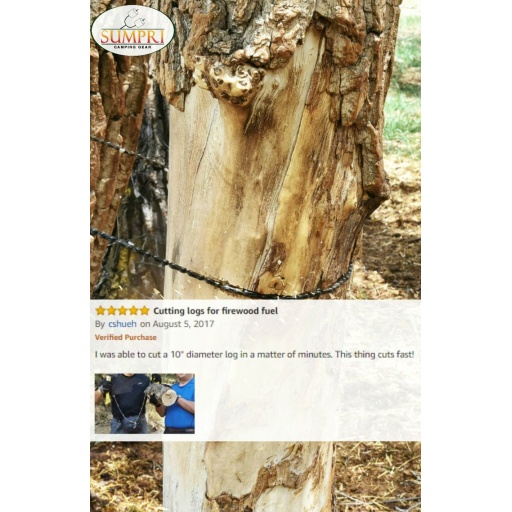 SUMPRI
CAMPING GEAR
Cutting logs for firewood fuel
By cshueh on August 5, 2017
Verified Purchase
I was able to cut a 10" diameter log in a matter of minutes. This thing cuts fast!